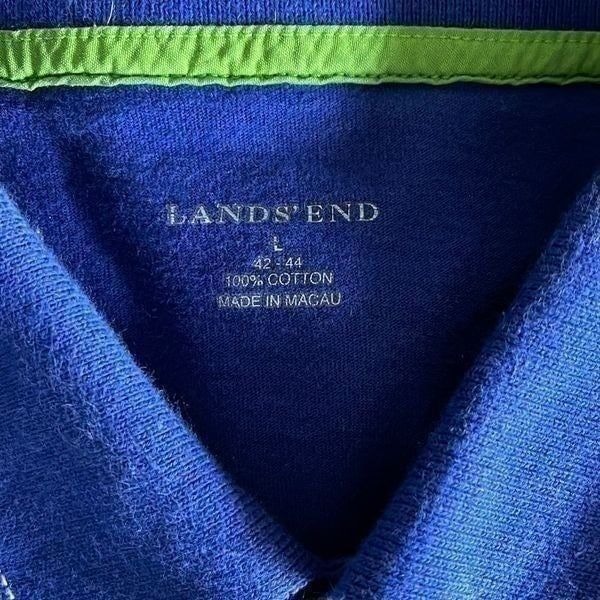 LANDS' END
L
42 - 44
100% COTTON
MADE IN MACAU